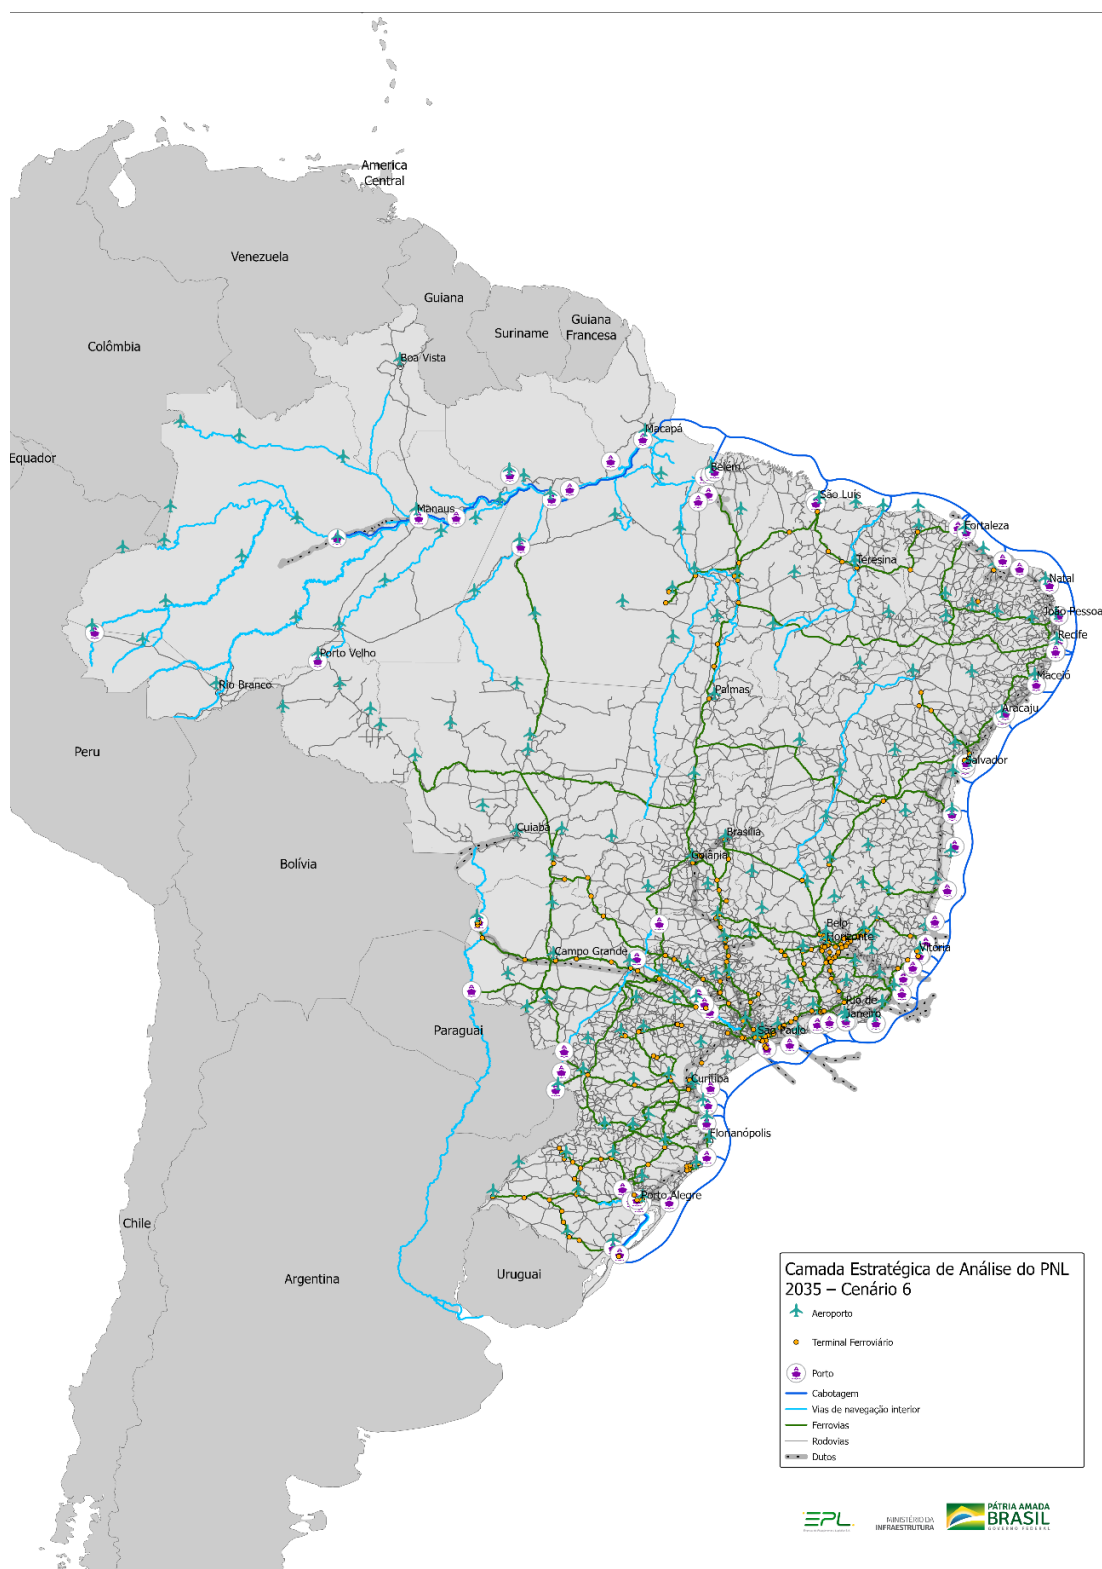 America
Central
Venezuela
Guiana
Suriname
Guiana
Francesa
Colômbia
Boa Vista
Equador
Macapá
Belém
São Luis
Manaus
Fortaleza
Teresina
Natal
João Pessoa
Recife
Porto Velho
Rio Branco
Maceió
Palmas
Aracaju
Peru
Salvador
Cuiabá
Brasília
Bolívia
Goiânia
Belo
Horizonte
Vitória
Campo Grande
Rio de
Janeiro
São Paulo
Paraguai
Curitiba
Florianópolis
Porto Alegre
Chile
Argentina
Uruguai
Camada Estratégica de Análise do PNL
2035 – Cenário 6
Aeroporto
Terminal Ferroviário
Porto
Cabotagem
Vias de navegação interior
Ferrovias
Rodovias
Dutos
EPL
MINISTÉRIO DA
INFRAESTRUTURA
PÁTRIA AMADA
BRASIL
GOVERNO FEDERAL